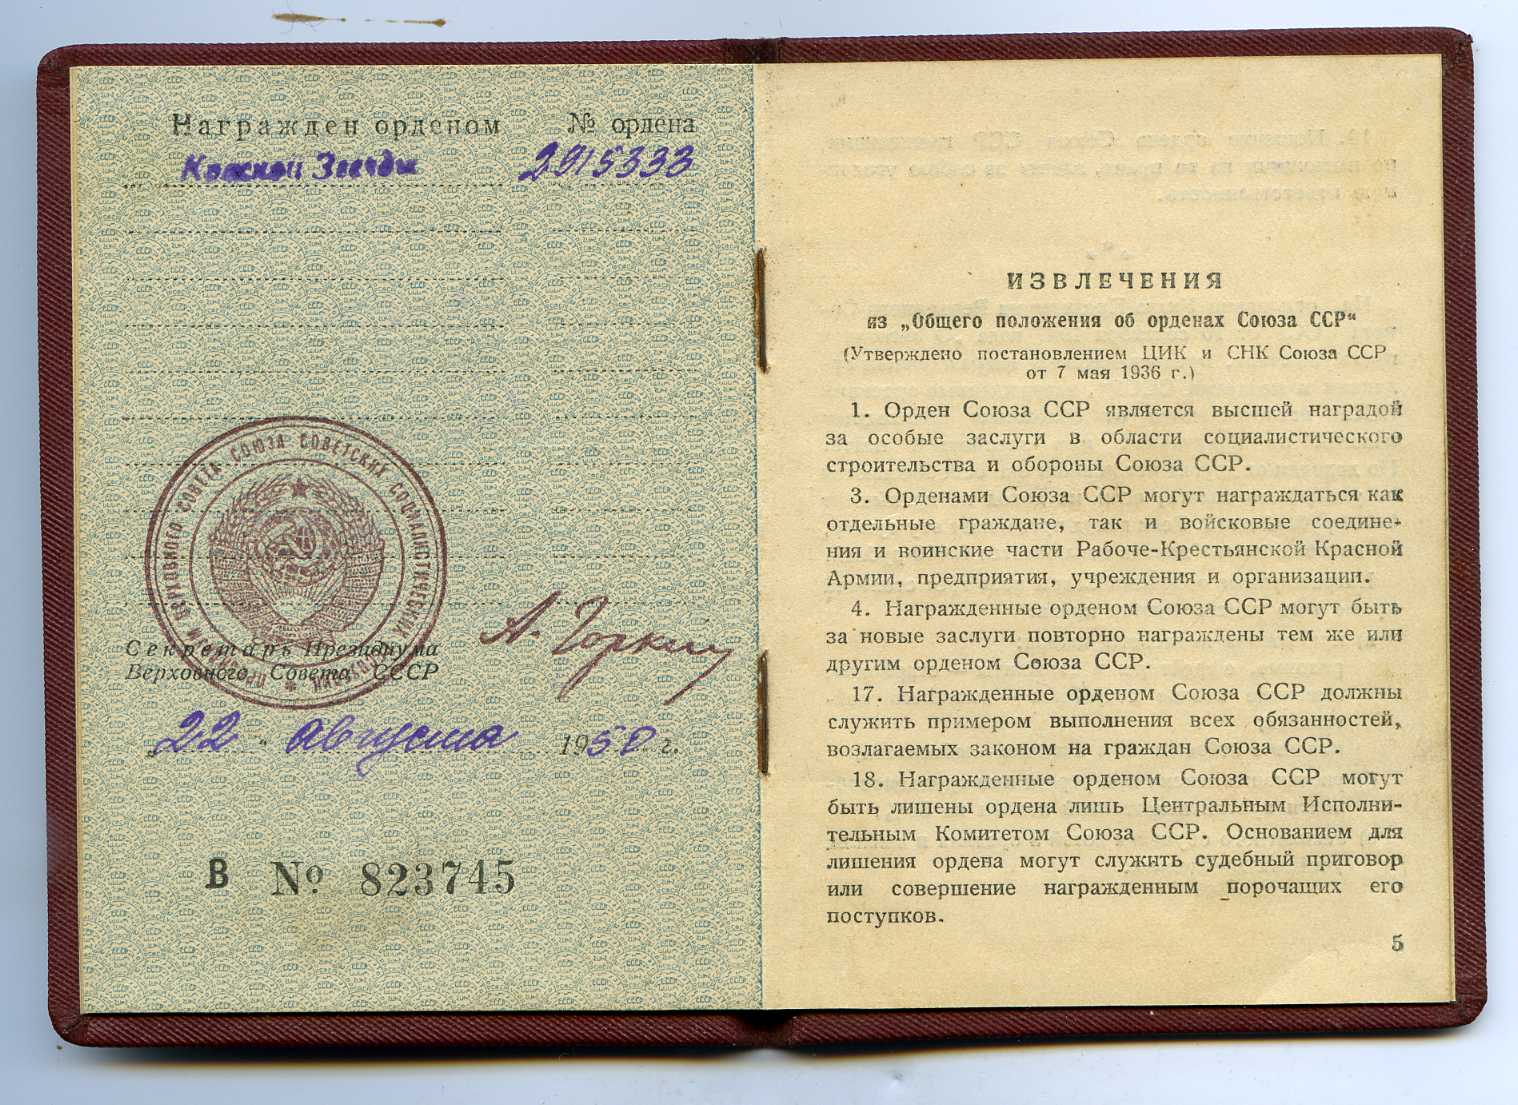 Награжден орденом № ордена
Красной Звезды 2915333
ПРЕЗИДИУМ ВЕРХОВНОГО СОВЕТА СОЮЗА СОВЕТСКИХ СОЦИАЛИСТИЧЕСКИХ РЕСПУБЛИК
Секретарь Президиума
Верховного Совета СССР
А. Горкин
„22" августа 1950 г.
В № 823745
ИЗВЛЕЧЕНИЯ
из „Общего положения об орденах Союза ССР“
(Утверждено постановлением ЦИК и СНК Союза ССР
от 7 мая 1936 г.)
1. Орден Союза ССР является высшей наградой
за особые заслуги в области социалистического
строительства и обороны Союза ССР.
3. Орденами Союза ССР могут награждаться как
отдельные граждане, так и войсковые соедине-
ния и воинские части Рабоче-Крестьянской Красной
Армии, предприятия, учреждения и организации.
4. Награжденные орденом Союза ССР могут быть
за новые заслуги повторно награждены тем же или
другим орденом Союза ССР.
17. Награжденные орденом Союза ССР должны
служить примером выполнения всех обязанностей,
возлагаемых законом на граждан Союза ССР.
18. Награжденные орденом Союза ССР могут
быть лишены ордена лишь Центральным Исполни-
тельным Комитетом Союза ССР. Основанием для
лишения ордена могут служить судебный приговор
или совершение награжденным порочащих его
поступков.
5